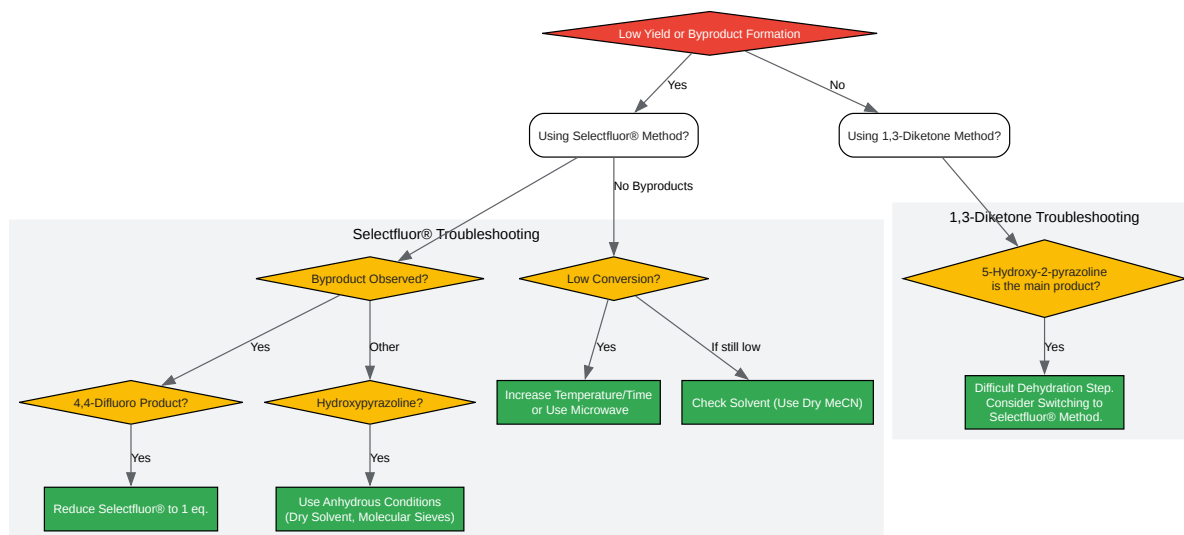 Low Yield or Byproduct Formation
Yes
No
Using Selectfluor® Method?
Using 1,3-Diketone Method?
No Byproducts
Selectfluor® Troubleshooting
1,3-Diketone Troubleshooting
Byproduct Observed?
Low Conversion?
5-Hydroxy-2-pyrazoline
is the main product?
Yes
Other
Yes
If still low
Yes
4,4-Difluoro Product?
Hydroxypyrazoline?
Increase Temperature/Time
or Use Microwave
Check Solvent (Use Dry MeCN)
Difficult Dehydration Step.
Consider Switching to
Selectfluor® Method.
Yes
Yes
Reduce Selectfluor® to 1 eq.
Use Anhydrous Conditions
(Dry Solvent, Molecular Sieves)